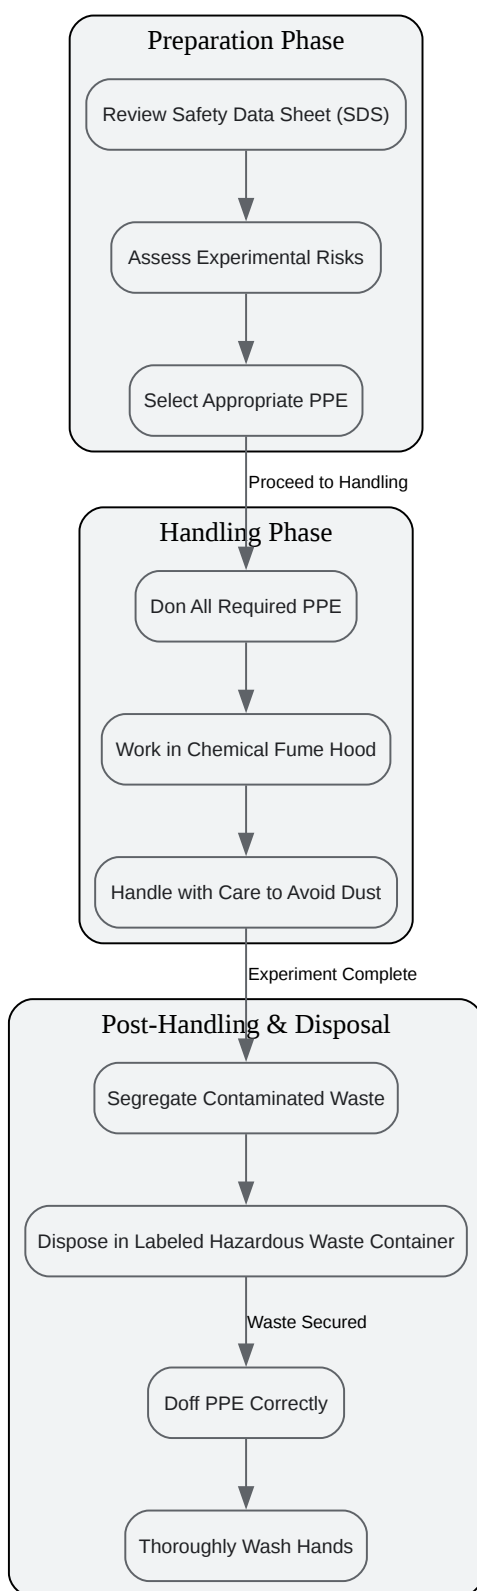 Preparation Phase
Review Safety Data Sheet (SDS)
Assess Experimental Risks
Select Appropriate PPE
Proceed to Handling
Handling Phase
Don All Required PPE
Work in Chemical Fume Hood
Handle with Care to Avoid Dust
Experiment Complete
Post-Handling & Disposal
Segregate Contaminated Waste
Dispose in Labeled Hazardous Waste Container
Waste Secured
Doff PPE Correctly
Thoroughly Wash Hands